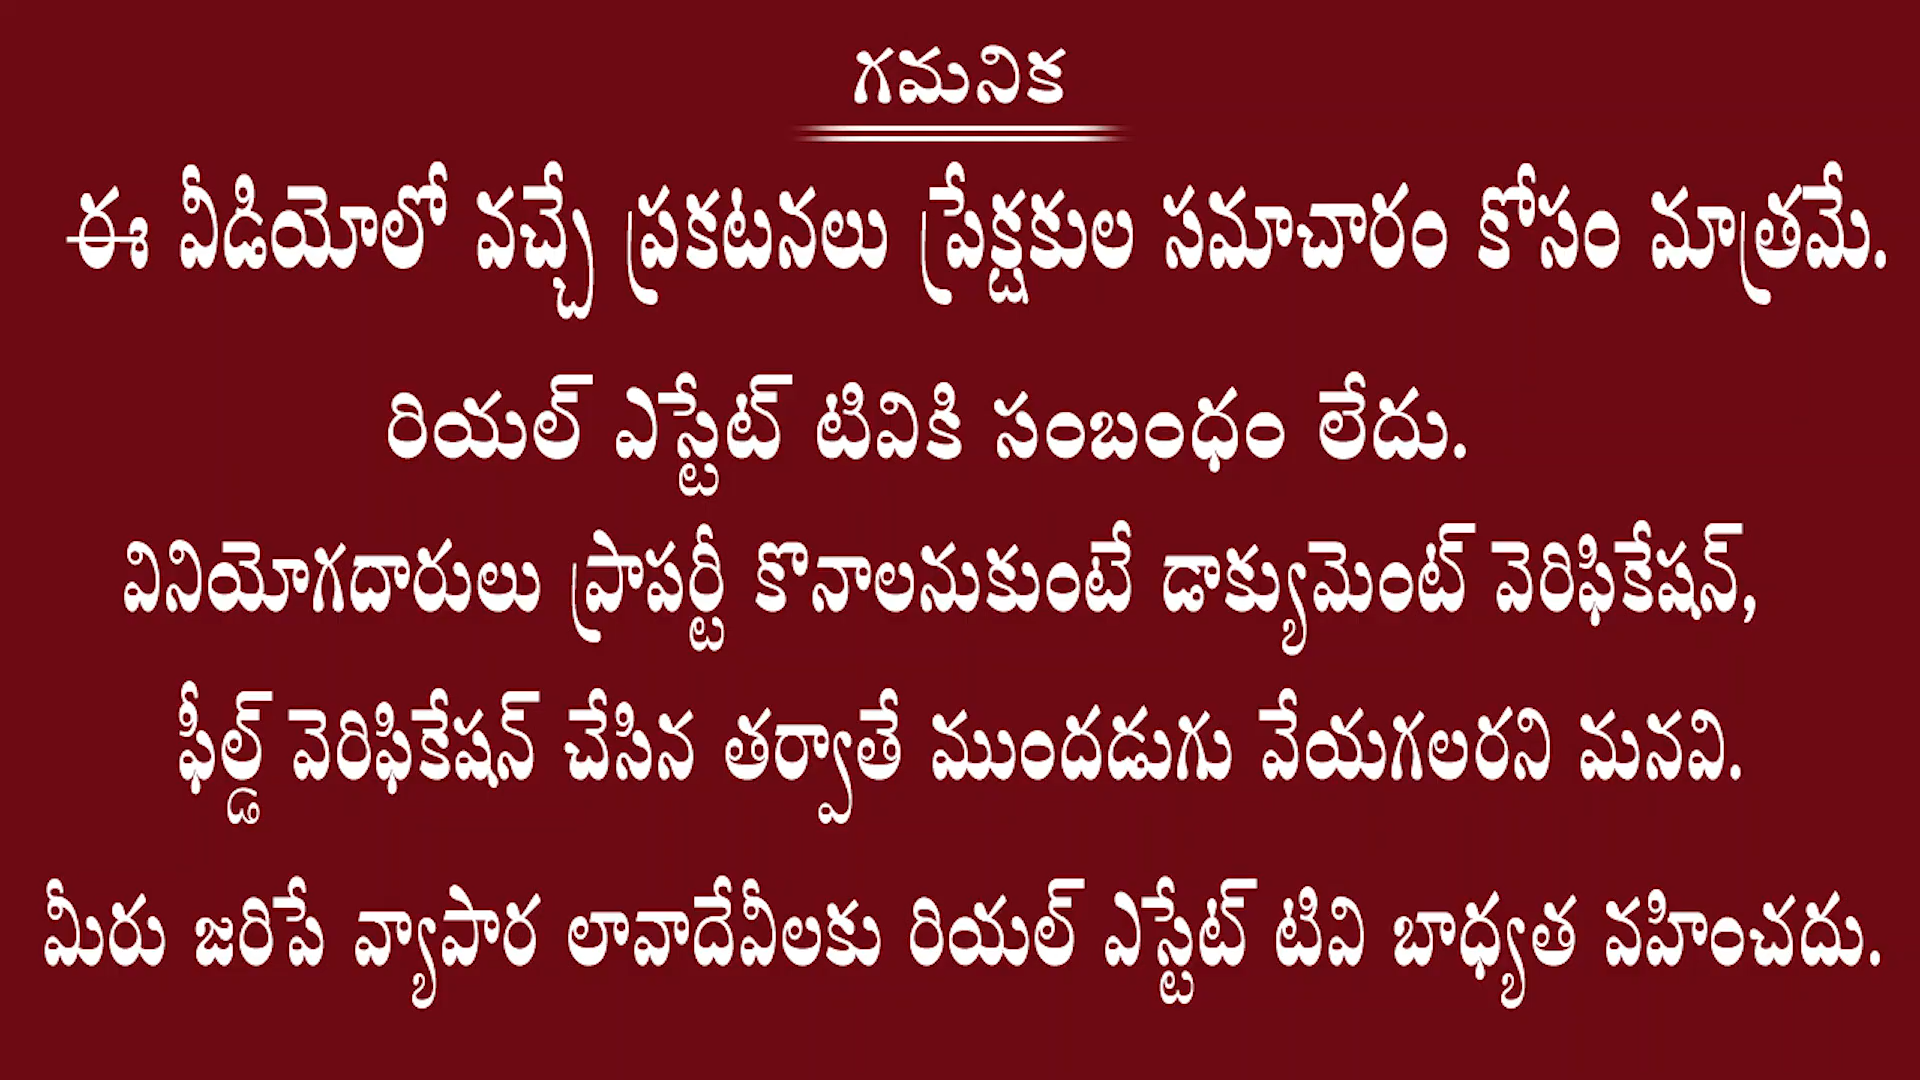 గమనిక
ఈ వీడియోలో వచ్చే ప్రకటనలు ప్రేక్షకుల సమాచారం కోసం మాత్రమే.
రియల్ ఎస్టేట్ టివికి సంబంధం లేదు.
వినియోగదారులు ప్రాపర్టీ కొనాలనుకుంటే డాక్యుమెంట్ వెరిఫికేషన్,
ఫీల్డ్ వెరిఫికేషన్ చేసిన తర్వాతే ముందడుగు వేయగలరని మనవి.
మీరు జరిపే వ్యాపార లావాదేవీలకు రియల్ ఎస్టేట్ టివి బాధ్యత వహించదు.